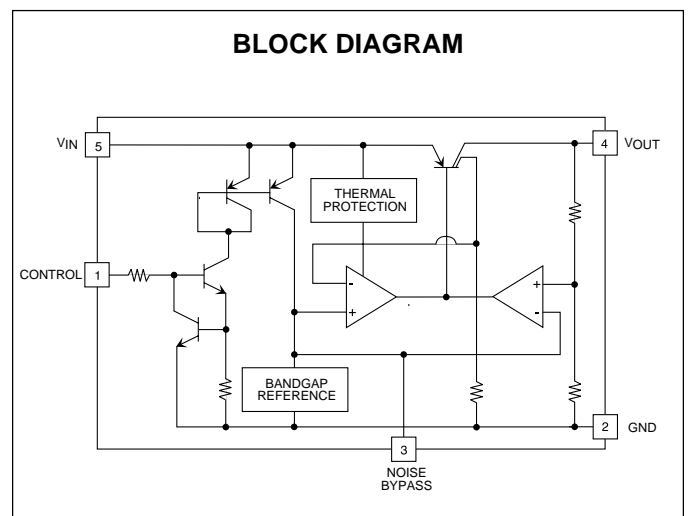 BLOCK DIAGRAM
VIN
5
4
VOUT
THERMAL
PROTECTION
CONTROL
1
-
+
+
-
BANDGAP
REFERENCE
2
GND
3
NOISE
BYPASS